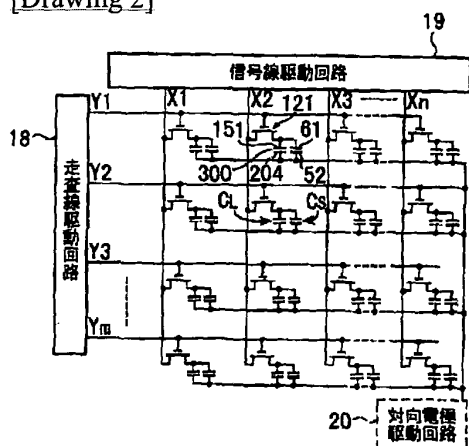 [Drawing 2]
19
信号線駆動回路
18
走査線駆動回路
Y1
X1
X2
121
X3
Xn
151
61
300
204
52
Y2
CL
CS
Y3
Ym
20
対向電極
駆動回路